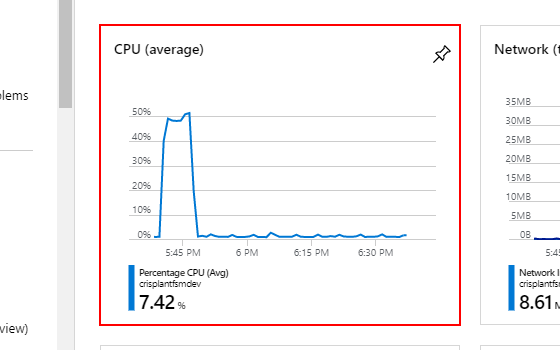 olems
view)
CPU (average)
50%
40%
30%
20%
10%
0%
5:45 PM 6 PM 6:15 PM 6:30 PM
Percentage CPU (Avg)
crisplantfsmdev
7.42 %
Network (t
35MB
30MB
25MB
20MB
15MB
10MB
5MB
0B
5:45
Network I
crisplantfsm
8.61 M